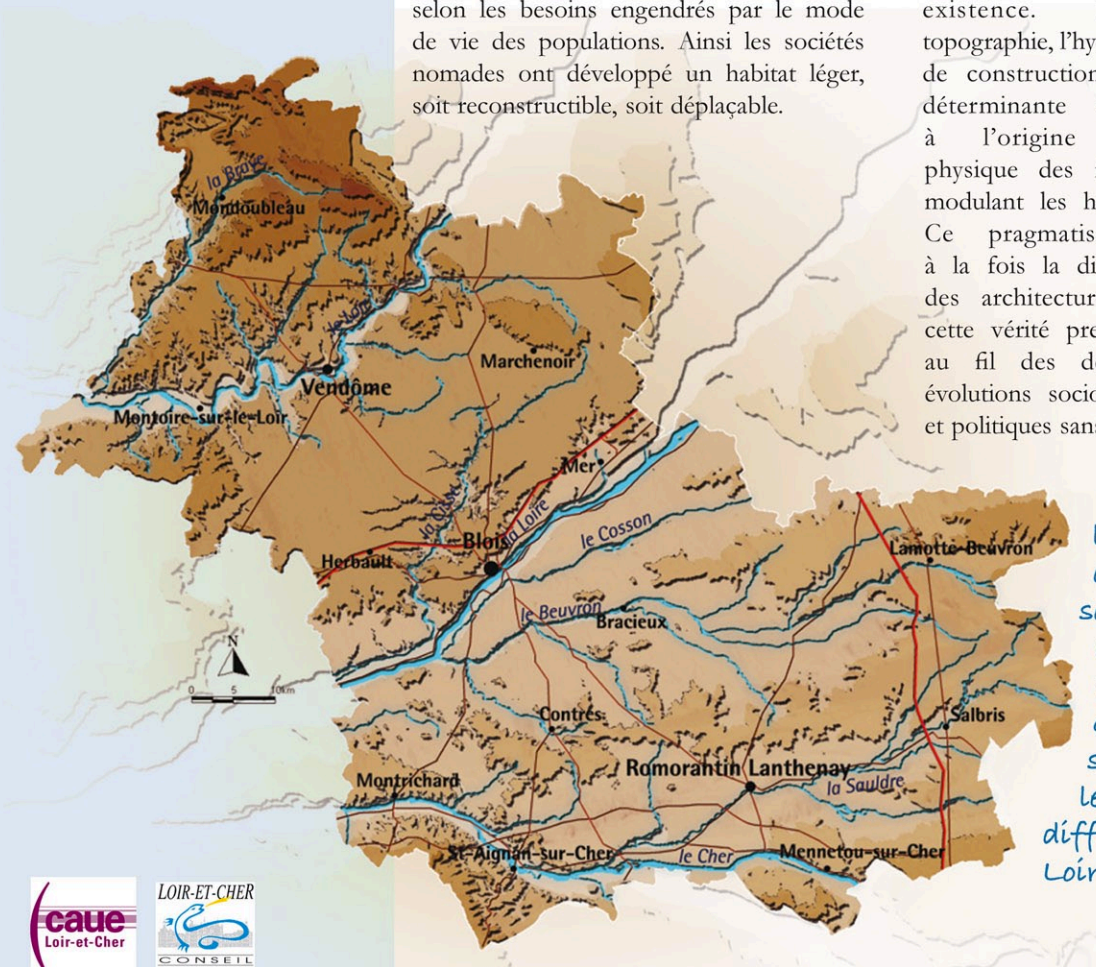 selon les besoins engendrés par le mode
de vie des populations. Ainsi les sociétés
nomades ont développé un habitat léger,
soit reconstructible, soit déplaçable.
existence.
topographie, l’hy
de construction
déterminante
à l’origine
physique des
modulant les h
Ce pragmatis
à la fois la di
des architectur
cette vérité pre
au fil des de
évolutions socio
et politiques sans
la Braye
Mondoubleau
le Loir
Vendôme
Marchenoir
Montoire-sur-le-Loir
Mer
la Cisse
la Loire
Blois
le Cosson
Herbault
Lamotte-Beuvron
le Beuvron
Bracieux
N
0 5 10km
Contres
Salbris
Montrichard
Romorantin Lanthenay
la Sauldre
St-Aignan-sur-Cher
le Cher
Mennetou-sur-Cher
s
le
diff
Loir
caue
Loir-et-Cher
LOIR-ET-CHER
CONSEIL